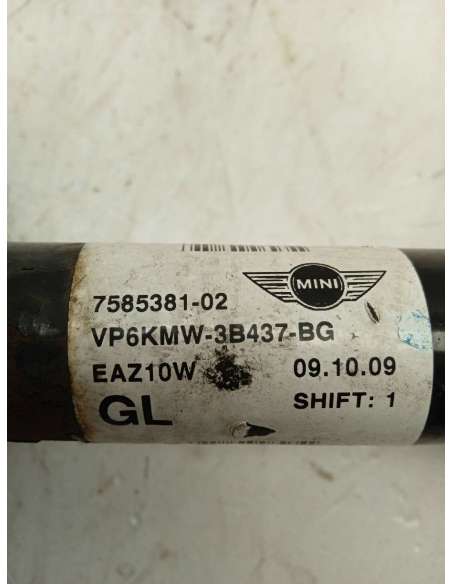 MINI
7585381-02
VP6KMW-3B437-BG
EAZ10W 09.10.09
GL SHIFT: 1